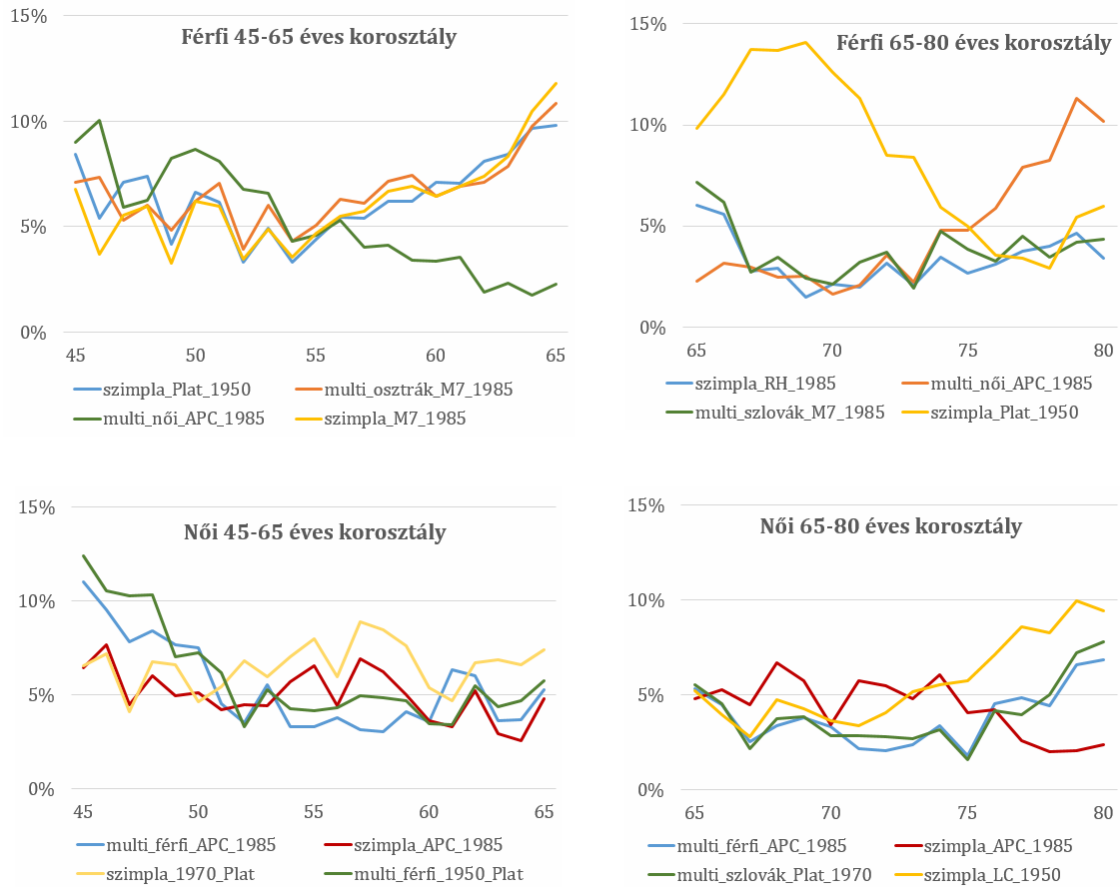 Férfi 45-65 éves korosztály
15%
10%
5%
0%
45 50 55 60 65
szimpla_Plat_1950 multi_osztrák_M7_1985
multi_női_APC_1985 szimpla_M7_1985
Férfi 65-80 éves korosztály
15%
10%
5%
0%
65 70 75 80
szimpla_RH_1985 multi_női_APC_1985
multi_szlovák_M7_1985 szimpla_Plat_1950
Női 45-65 éves korosztály
15%
10%
5%
0%
45 50 55 60 65
multi_férfi_APC_1985 szimpla_APC_1985
szimpla_1970_Plat multi_férfi_1950_Plat
Női 65-80 éves korosztály
15%
10%
5%
0%
65 70 75 80
multi_férfi_APC_1985 szimpla_APC_1985
multi_szlovák_Plat_1970 szimpla_LC_1950